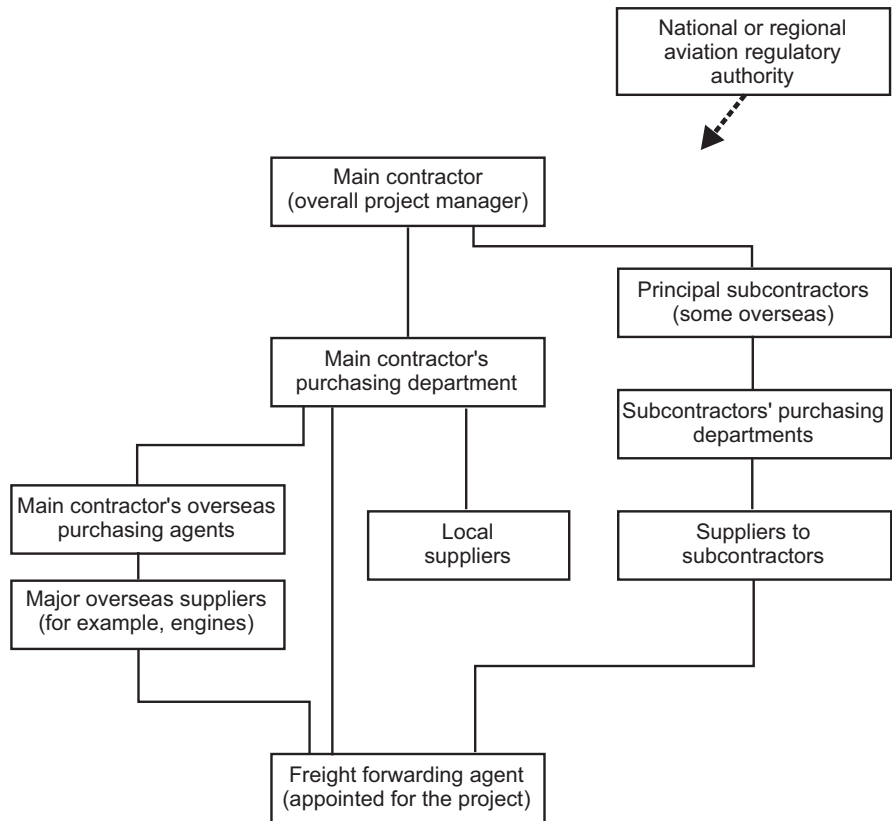 National or regional
aviation regulatory
authority
Main contractor
(overall project manager)
Principal subcontractors
(some overseas)
Main contractor's
purchasing department
Subcontractors' purchasing
departments
Main contractor's overseas
purchasing agents
Local
suppliers
Suppliers to
subcontractors
Major overseas suppliers
(for example, engines)
Freight forwarding agent
(appointed for the project)